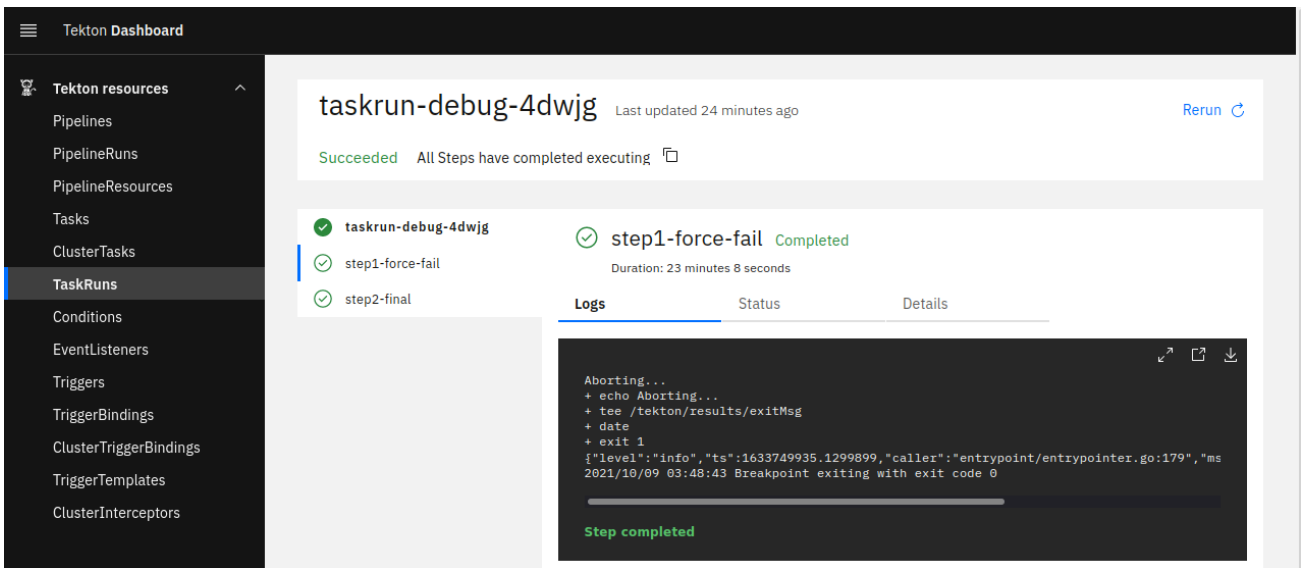 Tekton Dashboard
Tekton resources
Pipelines
PipelineRuns
PipelineResources
Tasks
ClusterTasks
TaskRuns
Conditions
EventListeners
Triggers
TriggerBindings
ClusterTriggerBindings
TriggerTemplates
ClusterInterceptors
taskrun-debug-4dwjg Last updated 24 minutes ago Rerun
Succeeded All Steps have completed executing
taskrun-debug-4dwjg
step1-force-fail
step2-final
step1-force-fail Completed
Duration: 23 minutes 8 seconds
Logs Status Details
Aborting...
+ echo Aborting...
+ tee /tekton/results/exitMsg
+ date
+ exit 1
{"level":"info","ts":1633749935.1299899,"caller":"entrypoint/entrypointer.go:179","ms
2021/10/09 03:48:43 Breakpoint exiting with exit code 0
Step completed